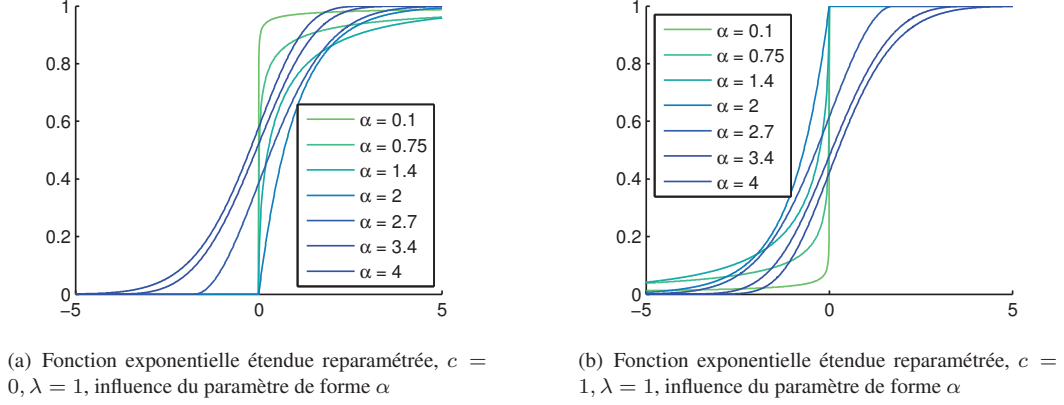 1
0.8
0.6
0.4
0.2
0
−5
0
5
α = 0.1
α = 0.75
α = 1.4
α = 2
α = 2.7
α = 3.4
α = 4
(a) Fonction exponentielle étendue reparamétrée, c =
0, λ = 1, influence du paramètre de forme α
1
0.8
0.6
0.4
0.2
0
−5
0
5
α = 0.1
α = 0.75
α = 1.4
α = 2
α = 2.7
α = 3.4
α = 4
(b) Fonction exponentielle étendue reparamétrée, c =
1, λ = 1, influence du paramètre de forme α